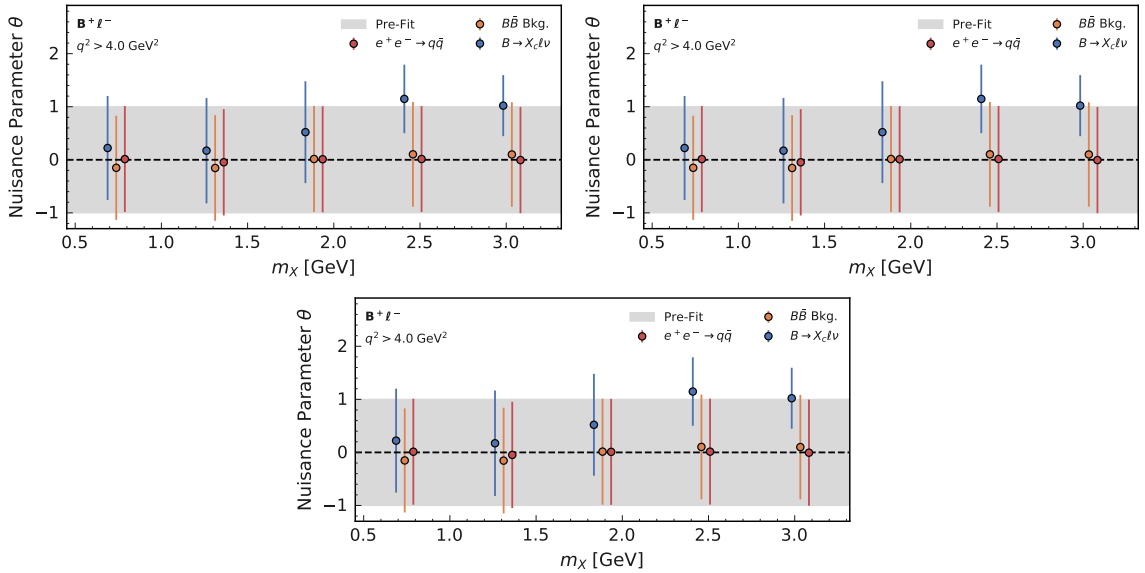 B⁺ℓ⁻
q² > 4.0 GeV²
Pre-Fit
e⁺e⁻→qq̄
BB̄ Bkg.
B→X_cℓν
Nuisance Parameter θ
2
1
0
−1
0.5 1.0 1.5 2.0 2.5 3.0
m_X [GeV]
B⁺ℓ⁻
q² > 4.0 GeV²
Pre-Fit
e⁺e⁻→qq̄
BB̄ Bkg.
B→X_cℓν
Nuisance Parameter θ
2
1
0
−1
0.5 1.0 1.5 2.0 2.5 3.0
m_X [GeV]
B⁺ℓ⁻
q² > 4.0 GeV²
Pre-Fit
e⁺e⁻→qq̄
BB̄ Bkg.
B→X_cℓν
Nuisance Parameter θ
2
1
0
−1
0.5 1.0 1.5 2.0 2.5 3.0
m_X [GeV]